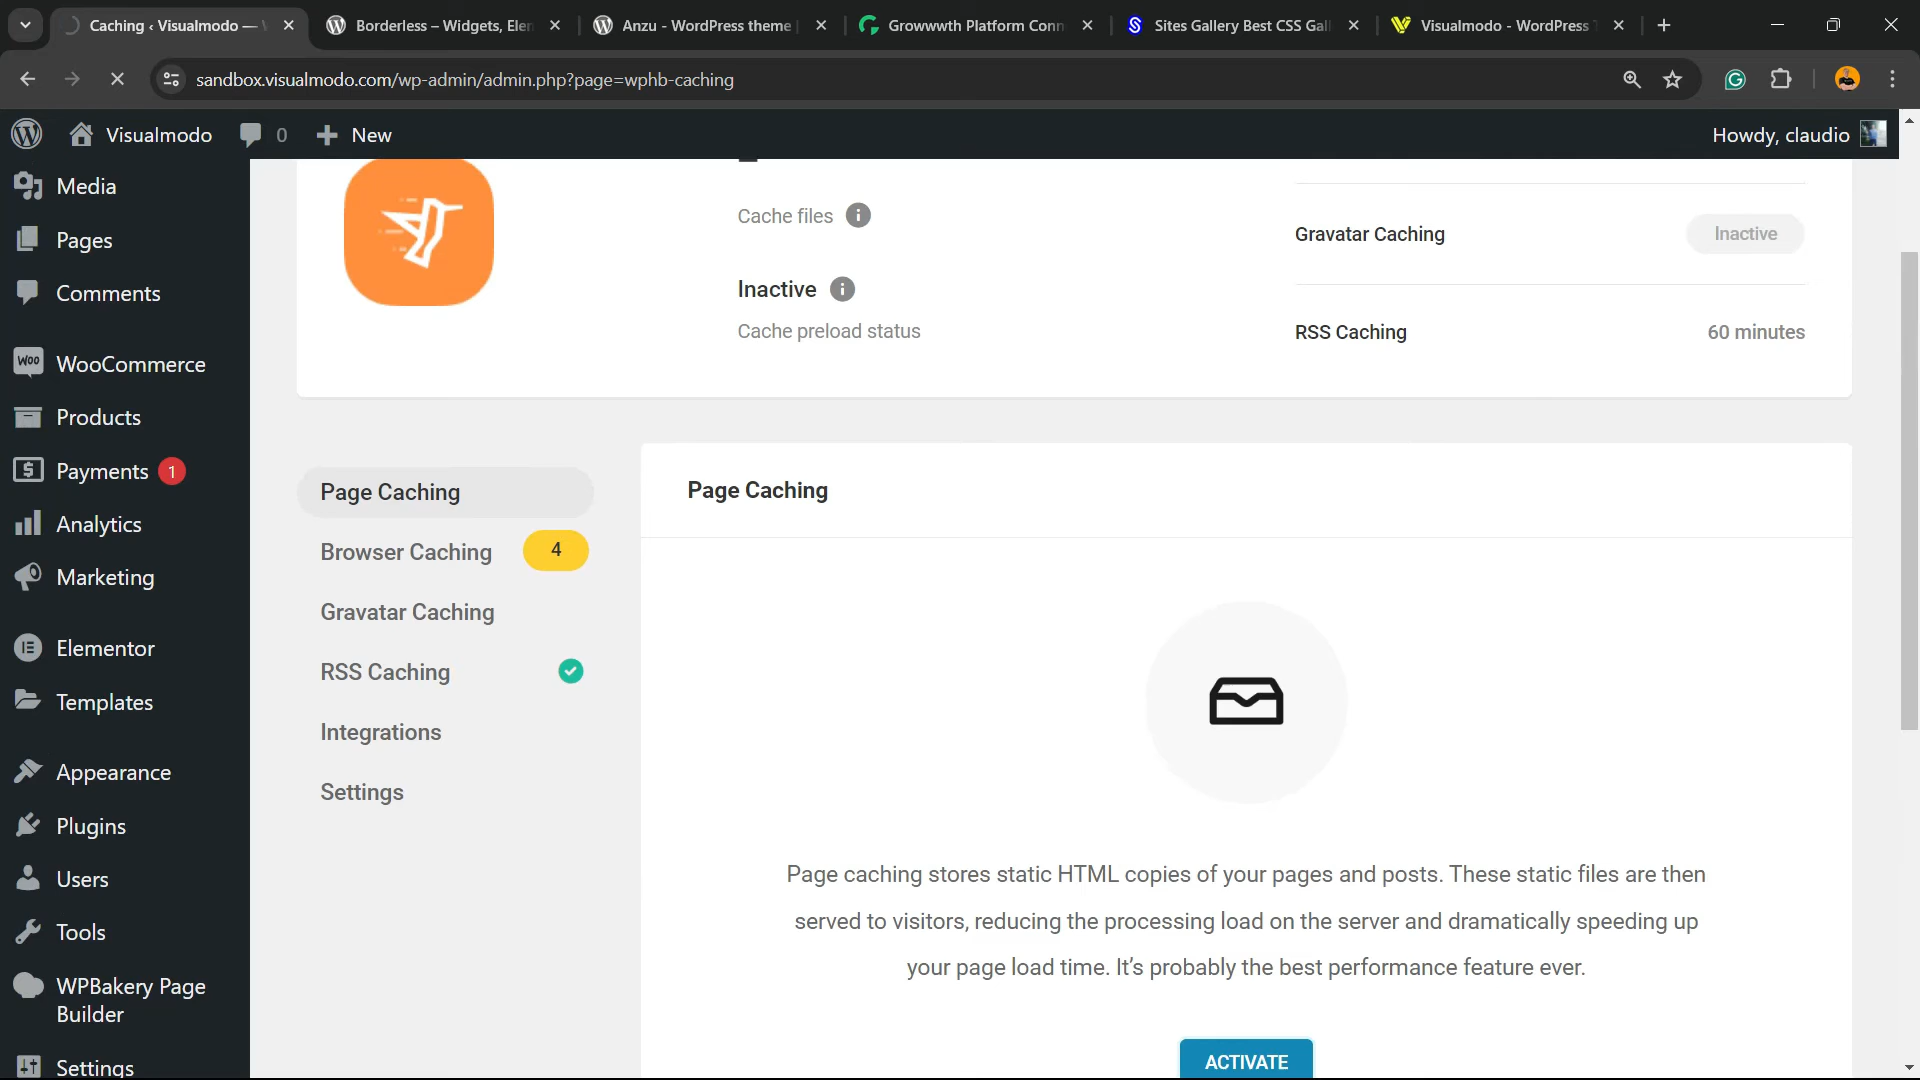 Caching ‹ Visualmodo —
Borderless – Widgets, Ele
Anzu - WordPress theme
Growwwth Platform Conn
Sites Gallery Best CSS Gal
Visualmodo - WordPress
sandbox.visualmodo.com/wp-admin/admin.php?page=wphb-caching
Visualmodo
0
New
Howdy, claudio
Media
Pages
Comments
Woo
WooCommerce
Products
Payments
1
Analytics
Marketing
Elementor
Templates
Appearance
Plugins
Users
Tools
WPBakery Page
Builder
Settings
Cache files
Inactive
Cache preload status
Gravatar Caching
Inactive
RSS Caching
60 minutes
Page Caching
Browser Caching
4
Gravatar Caching
RSS Caching
Integrations
Settings
Page Caching
Page caching stores static HTML copies of your pages and posts. These static files are then
served to visitors, reducing the processing load on the server and dramatically speeding up
your page load time. It's probably the best performance feature ever.
ACTIVATE